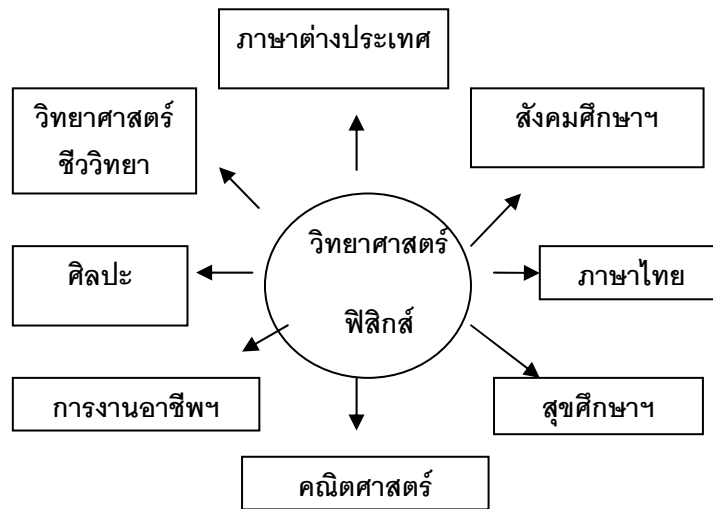 ภาษาต่างประเทศ
วิทยาศาสตร์
ชีววิทยา
สังคมศึกษาฯ
วิทยาศาสตร์
ฟิสิกส์
ศิลปะ
ภาษาไทย
การงานอาชีพฯ
สุขศึกษาฯ
คณิตศาสตร์